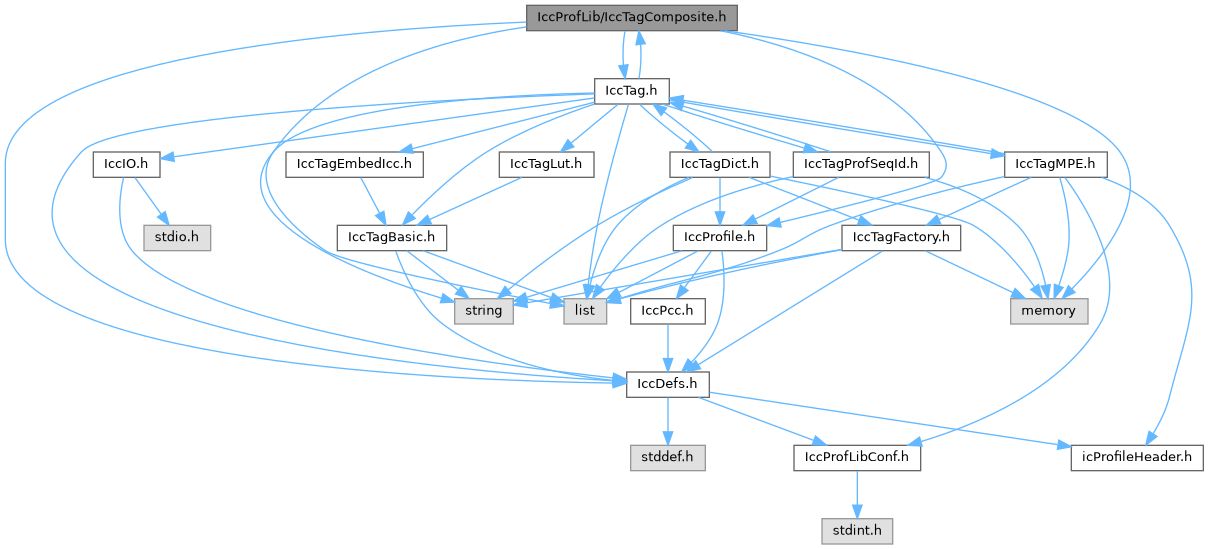 IccProfLib/IccTagComposite.h
IccTag.h
IccIO.h
IccTagEmbedIcc.h
IccTagLut.h
IccTagDict.h
IccTagProfSeqId.h
IccTagMPE.h
stdio.h
IccTagBasic.h
IccProfile.h
IccTagFactory.h
string
list
IccPcc.h
memory
IccDefs.h
stddef.h
IccProfLibConf.h
icProfileHeader.h
stdint.h